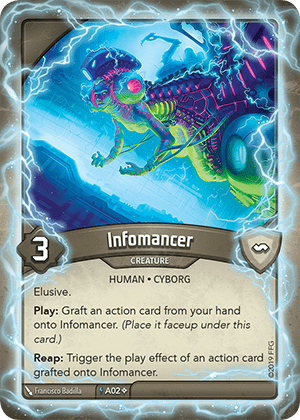 Infomancer
CREATURE
3
HUMAN • CYBORG
Elusive.
Play: Graft an action card from your hand
onto Infomancer. (Place it faceup under this
card.)
Reap: Trigger the play effect of an action card
grafted onto Infomancer.
©2019 FFG
Francisco Badilla
A02